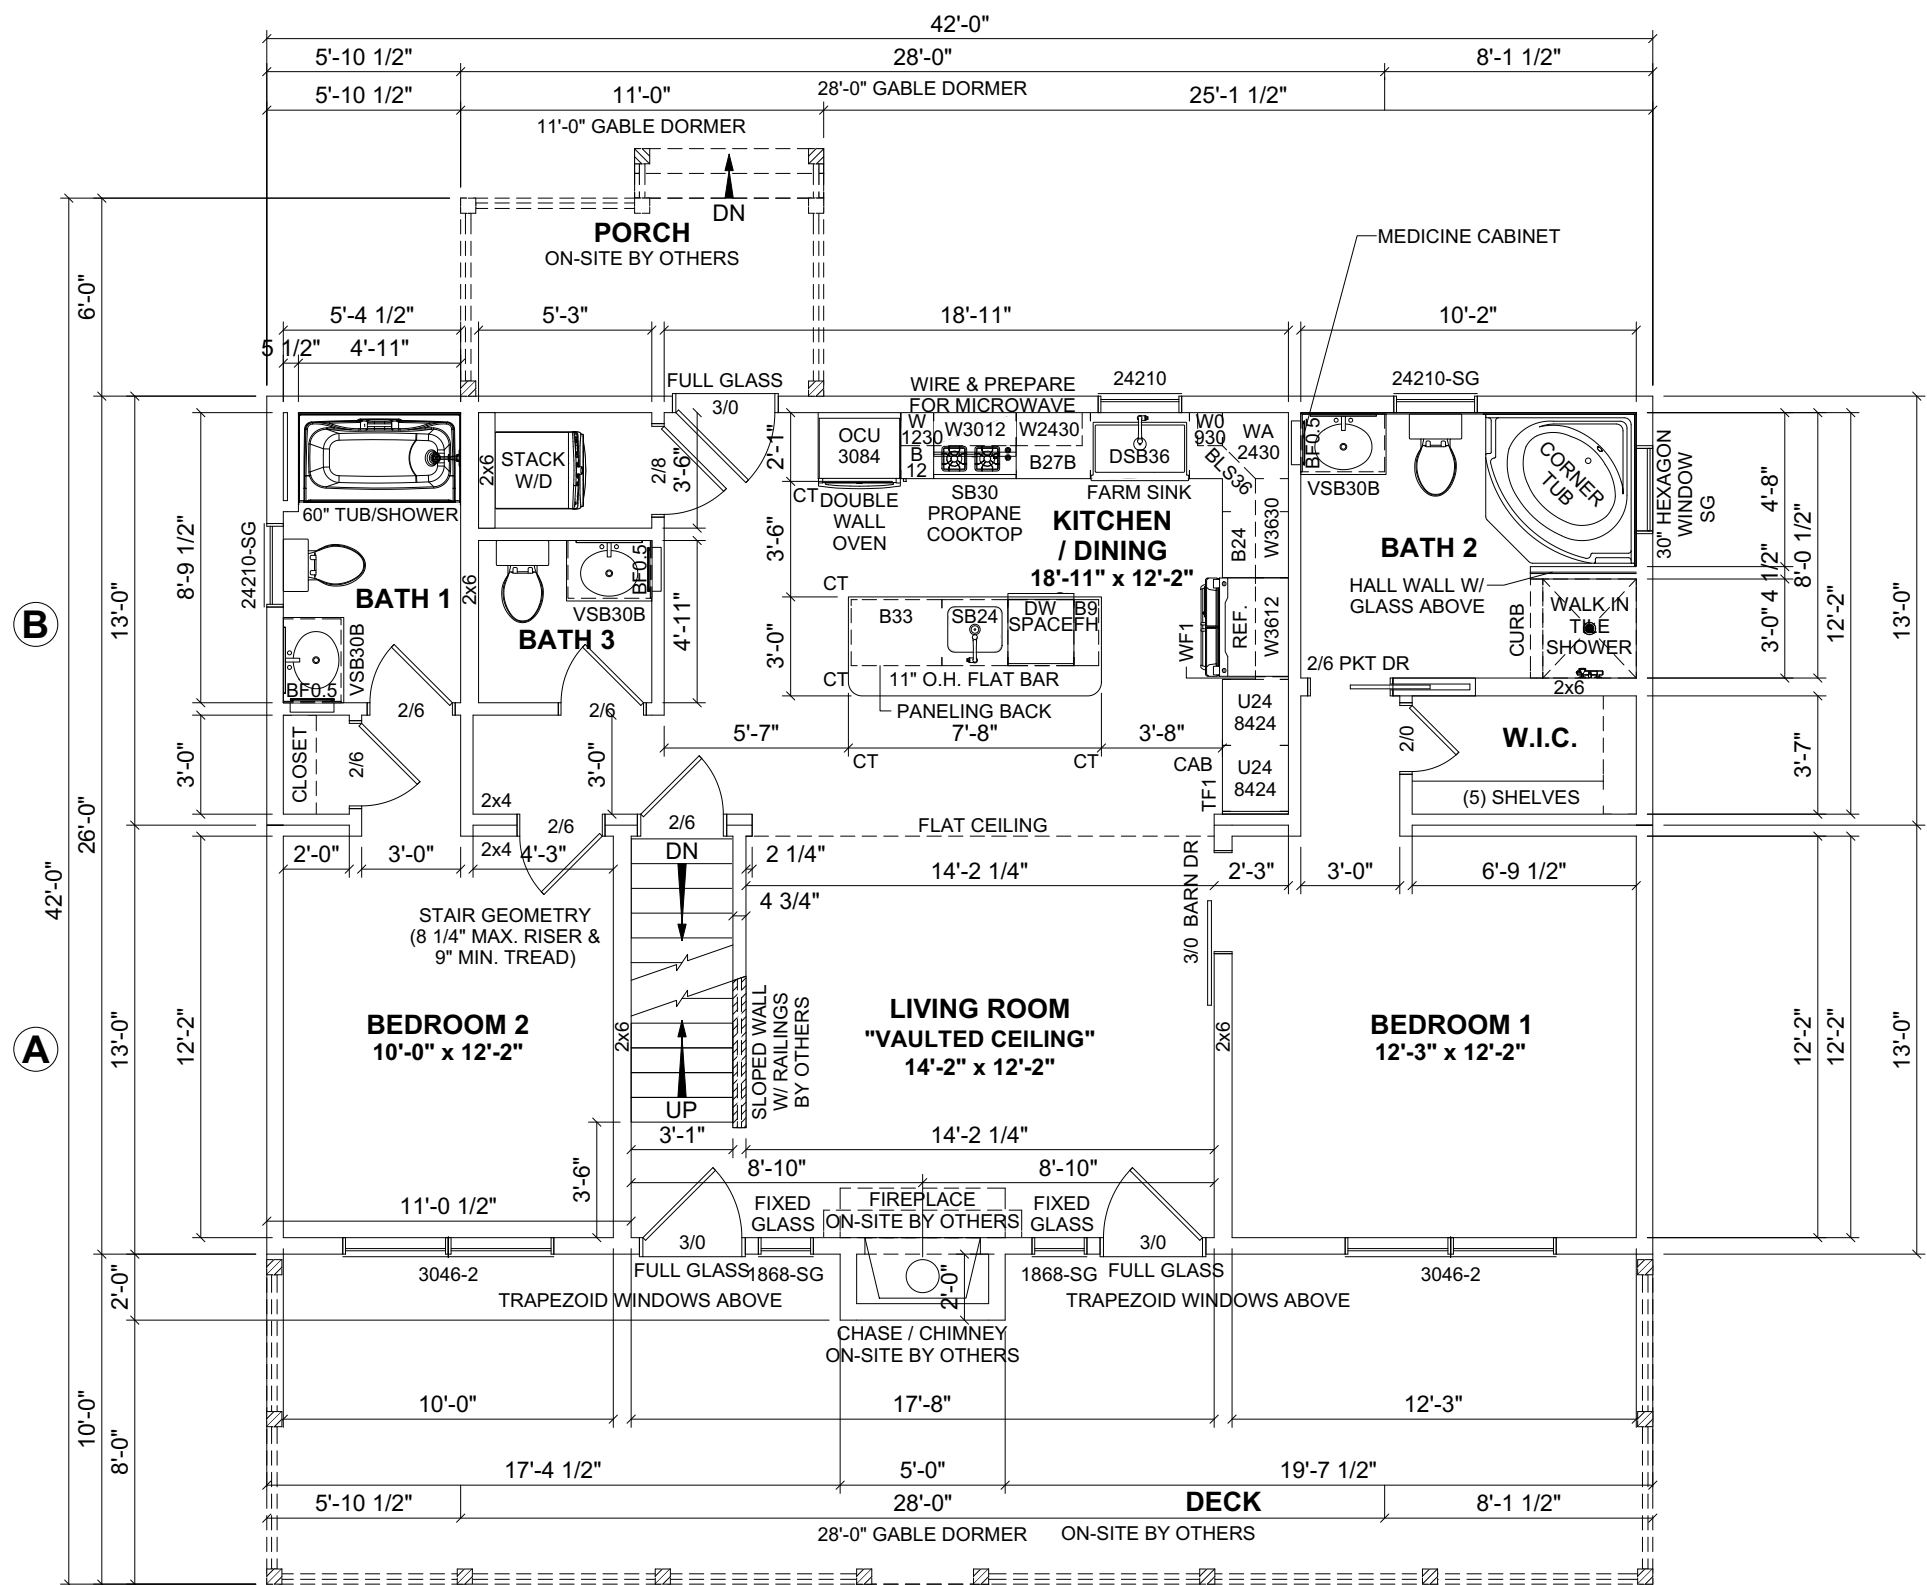 42'-0"
5'-10 1/2"
28'-0"
8'-1 1/2"
28'-0" GABLE DORMER
5'-10 1/2"
11'-0"
25'-1 1/2"
11'-0" GABLE DORMER
DN
PORCH
ON-SITE BY OTHERS
MEDICINE CABINET
6'-0"
5'-4 1/2"
5'-3"
18'-11"
10'-2"
5 1/2"
4'-11"
FULL GLASS
3/0
WIRE & PREPARE
FOR MICROWAVE
24210
24210-SG
2x6
STACK
W/D
2/8
3'-6"
2'-1"
OCU
3084
W
1230
B
12
W3012
W2430
B27B
DSB36
W0
930
WA
2430
BLS36
BF0.5
VSB30B
CORNER
TUB
30" HEXAGON
WINDOW
SG
4'-8"
8'-0 1/2"
60" TUB/SHOWER
CT
DOUBLE
WALL
OVEN
SB30
PROPANE
COOKTOP
FARM SINK
KITCHEN
/ DINING
18'-11" x 12'-2"
B24
W3630
BATH 2
HALL WALL W/
GLASS ABOVE
4 1/2"
24210-SG
8'-9 1/2"
13'-0"
B
BATH 1
2x6
BF0.5
VSB30B
BATH 3
4'-11"
3'-6"
CT
3'-0"
B33
SB24
DW
SPACE
B9
FH
WF1
REF.
W3612
CURB
WALK IN
TILE
SHOWER
3'-0"
12'-2"
13'-0"
VSB30B
BF0.5
CT
11" O.H. FLAT BAR
PANELING BACK
2/6 PKT DR
2x6
2/6
2/6
U24
8424
5'-7"
7'-8"
3'-8"
CT
CT
CAB
TF1
U24
8424
2/0
W.I.C.
(5) SHELVES
3'-7"
3'-0"
CLOSET
2/6
3'-0"
2x4
2x4
2/6
2/6
FLAT CEILING
26'-0"
42'-0"
2'-0"
3'-0"
4'-3"
DN
2 1/4"
14'-2 1/4"
4 3/4"
2'-3"
3'-0"
6'-9 1/2"
3/0 BARN DR
STAIR GEOMETRY
(8 1/4" MAX. RISER &
9" MIN. TREAD)
A
13'-0"
12'-2"
BEDROOM 2
10'-0" x 12'-2"
2x6
UP
SLOPED WALL
W/ RAILINGS
BY OTHERS
LIVING ROOM
"VAULTED CEILING"
14'-2" x 12'-2"
2x6
BEDROOM 1
12'-3" x 12'-2"
12'-2"
12'-2"
13'-0"
3'-1"
14'-2 1/4"
3'-6"
8'-10"
8'-10"
11'-0 1/2"
FIXED
GLASS
FIREPLACE
ON-SITE BY OTHERS
FIXED
GLASS
3/0
3/0
3046-2
FULL GLASS
1868-SG
1868-SG
FULL GLASS
3046-2
2'-0"
2'-0"
TRAPEZOID WINDOWS ABOVE
TRAPEZOID WINDOWS ABOVE
CHASE / CHIMNEY
ON-SITE BY OTHERS
10'-0"
8'-0"
10'-0"
17'-8"
12'-3"
17'-4 1/2"
5'-0"
19'-7 1/2"
5'-10 1/2"
28'-0"
DECK
8'-1 1/2"
28'-0" GABLE DORMER
ON-SITE BY OTHERS